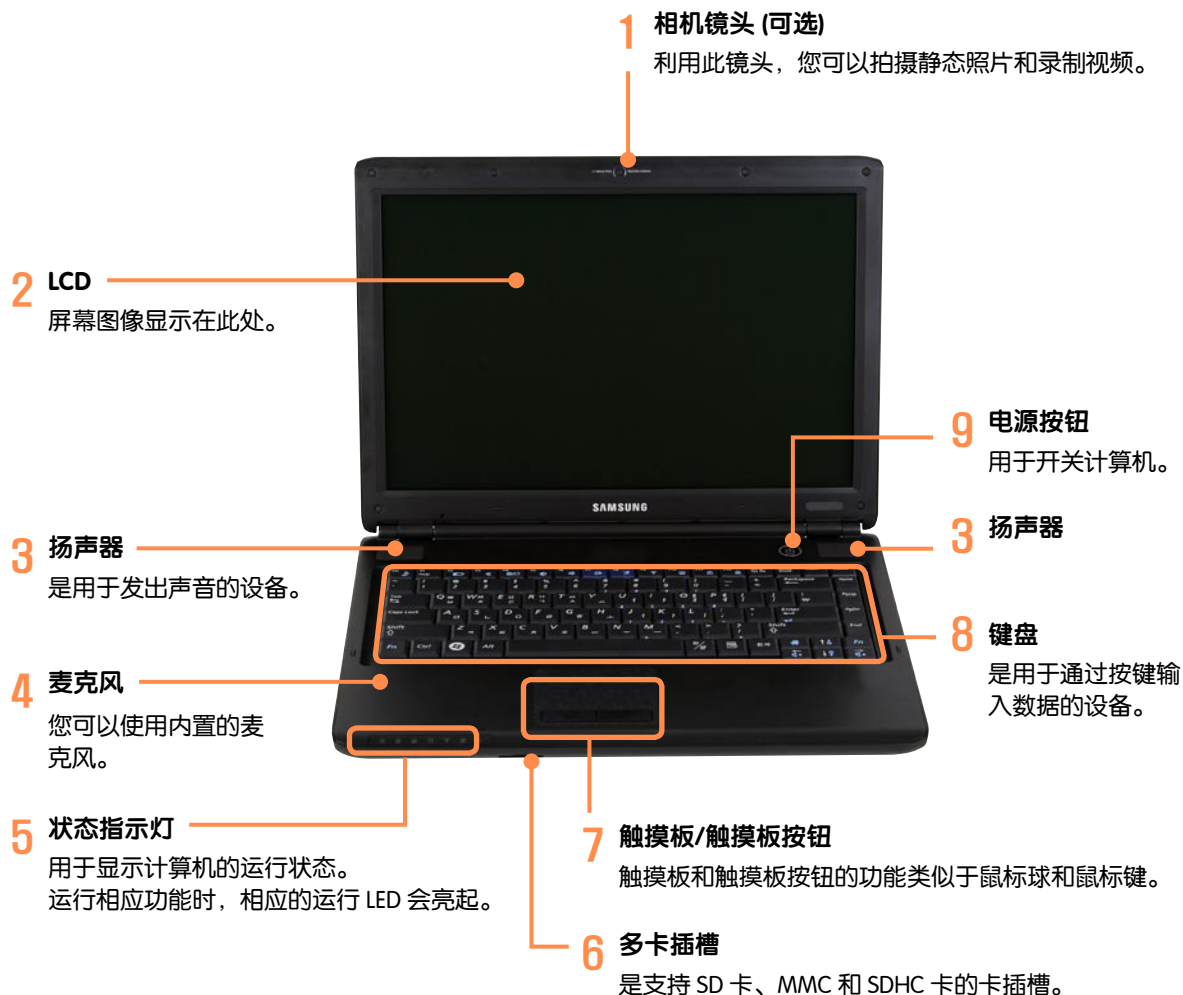 1 相机镜头 (可选)
利用此镜头，您可以拍摄静态照片和录制视频。
2 LCD
屏幕图像显示在此处。
9 电源按钮
用于开关计算机。
SAMSUNG
3 扬声器
是用于发出声音的设备。
3 扬声器
8 键盘
是用于通过按键输
入数据的设备。
4 麦克风
您可以使用内置的麦
克风。
5 状态指示灯
用于显示计算机的运行状态。
运行相应功能时，相应的运行 LED 会亮起。
7 触摸板/触摸板按钮
触摸板和触摸板按钮的功能类似于鼠标球和鼠标键。
6 多卡插槽
是支持 SD 卡、MMC 和 SDHC 卡的卡插槽。